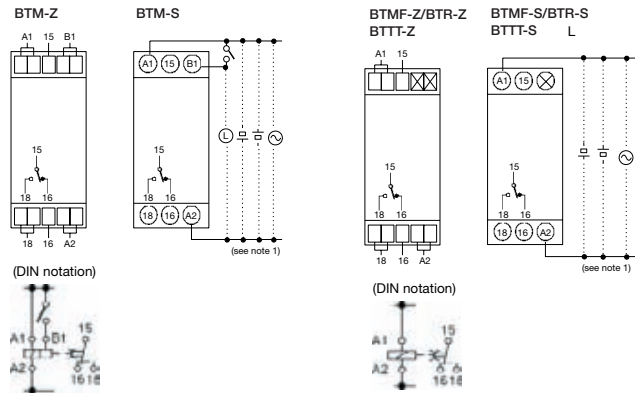 BTM-Z
BTM-S
A1 15 B1
A1 15 B1
L
15
18 16
15
18 16
18 16 A2
18 16 A2
(see note 1)
(DIN notation)
A1 B1 15
A2
16 18
BTMF-Z/BTR-Z
BTTT-Z
BTMF-S/BTR-S
BTTT-S L
A1 15
A1 15
15
18 16
15
18 16
18 16 A2
18 16 A2
(see note 1)
(DIN notation)
A1 15
A2
16 18